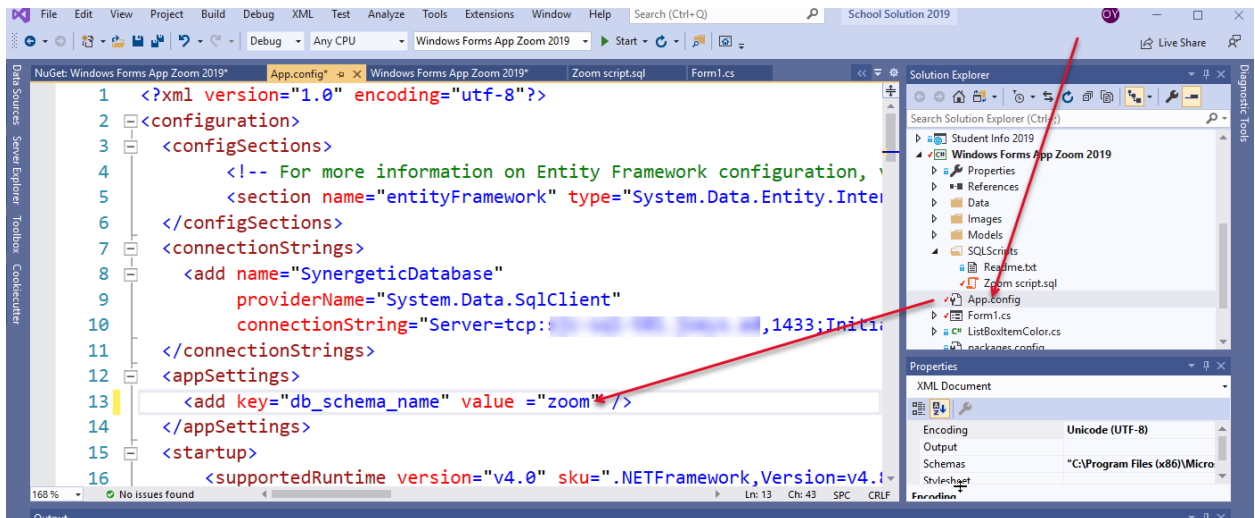 File Edit View Project Build Debug XML Test Analyze Tools Extensions Window Help Search (Ctrl+Q) School Solution 2019 OY
Debug Any CPU Windows Forms App Zoom 2019 Start Live Share
NuGet: Windows Forms App Zoom 2019* App.config* Windows Forms App Zoom 2019* Zoom script.sql Form1.cs
Data Sources
Server Explorer
Toolbox
Cookiecutter
1 <?xml version="1.0" encoding="utf-8"?>
2 <configuration>
3 <configSections>
4 <!-- For more information on Entity Framework configuration, v
5 <section name="entityFramework" type="System.Data.Entity.Inter
6 </configSections>
7 <connectionStrings>
8 <add name="SynergeticDatabase"
9 providerName="System.Data.SqlClient"
10 connectionString="Server=tcp: ,1433;Initia
11 </connectionStrings>
12 <appSettings>
13 <add key="db_schema_name" value ="zoom" />
14 </appSettings>
15 <startup>
16 <supportedRuntime version="v4.0" sku=".NETFramework,Version=v4.8
168 % No issues found Ln: 13 Ch: 43 SPC CRLF
Output
Solution Explorer
Search Solution Explorer (Ctrl+;)
Student Info 2019
Windows Forms App Zoom 2019
Properties
References
Data
Images
Models
SQLScripts
Readme.txt
Zoom script.sql
App.config
Form1.cs
ListBoxItemColor.cs
packages.config
Properties
XML Document
Encoding Unicode (UTF-8)
Output
Schemas "C:\Program Files (x86)\Micros
Stylesheet
Encoding
Diagnostic Tools